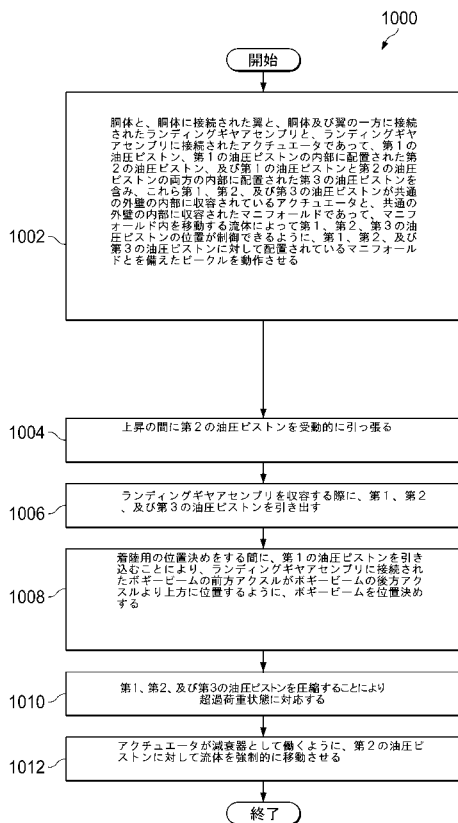 1000
開始
1002
胴体と、胴体に接続された翼と、胴体及び翼の一方に接続
されたランディングギヤアセンブリと、ランディングギヤ
アセンブリに接続されたアクチュエータであって、第1の
油圧ピストン、第1の油圧ピストンの内部に配置された第
2の油圧ピストン、及び第1の油圧ピストンと第2の油圧
ピストンの両方の内部に配置された第3の油圧ピストンを
含み、これら第1、第2、及び第3の油圧ピストンが共通
の外壁の内部に収容されているアクチュエータと、共通の
外壁の内部に収容されたマニフォールドであって、マニフ
ォールド内を移動する流体によって第1、第2、第3の油
圧ピストンの位置が制御できるように、第1、第2、及び
第3の油圧ピストンに対して配置されているマニフォール
ドとを備えたビークルを動作させる
1004
上昇の間に第2の油圧ピストンを受動的に引っ張る
1006
ランディングギヤアセンブリを収容する際に、第1、第2
、及び第3の油圧ピストンを引き出す
1008
着陸用の位置決めをする間に、第1の油圧ピストンを引き
込むことにより、ランディングギヤアセンブリに接続され
たボギービームの前方アクスルがボギービームの後方アク
スルより上方に位置するように、ボギービームを位置決め
する
1010
第1、第2、及び第3の油圧ピストンを圧縮することにより
超過荷重状態に対応する
1012
アクチュエータが減衰器として働くように、第2の油圧ピ
ストンに対して流体を強制的に移動させる
終了